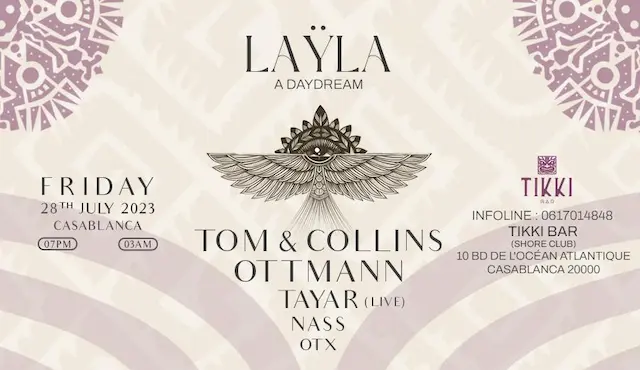 LAŸLA
A DAYDREAM
FRIDAY
28TH JULY 2023
CASABLANCA
07PM 03AM
TOM & COLLINS
OTTMANN
TAYAR (LIVE)
NASS
OTX
TIKKI
BAR
INFOLINE : 0617014848
TIKKI BAR
(SHORE CLUB)
10 BD DE L'OCÉAN ATLANTIQUE
CASABLANCA 20000